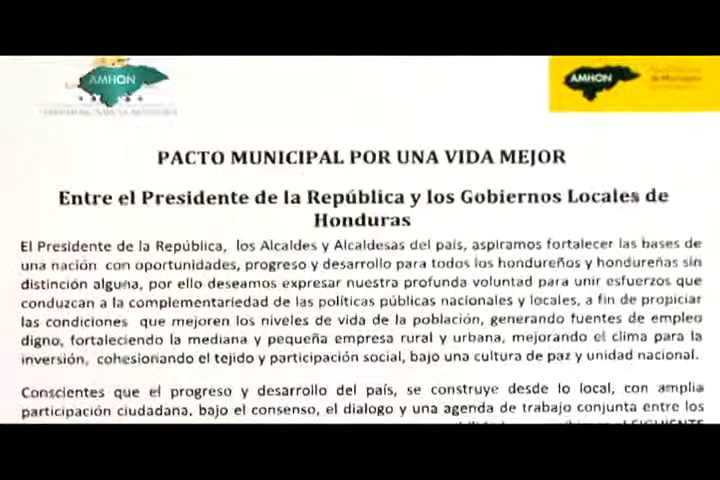 AMHON
AMHON
PACTO MUNICIPAL POR UNA VIDA MEJOR
Entre el Presidente de la República y los Gobiernos Locales de
Honduras
El Presidente de la República, los Alcaldes y Alcaldesas del país, aspiramos fortalecer las bases de
una nación con oportunidades, progreso y desarrollo para todos los hondureños y hondureñas sin
distinción alguna, por ello deseamos expresar nuestra profunda voluntad para unir esfuerzos que
conduzcan a la complementariedad de las políticas públicas nacionales y locales, a fin de propiciar
las condiciones que mejoren los niveles de vida de la población, generando fuentes de empleo
digno, fortaleciendo la mediana y pequeña empresa rural y urbana, mejorando el clima para la
inversión, cohesionando el tejido y participación social, bajo una cultura de paz y unidad nacional.
Conscientes que el progreso y desarrollo del país, se construye desde lo local, con amplia
participación ciudadana, bajo el consenso, el dialogo y una agenda de trabajo conjunta entre los